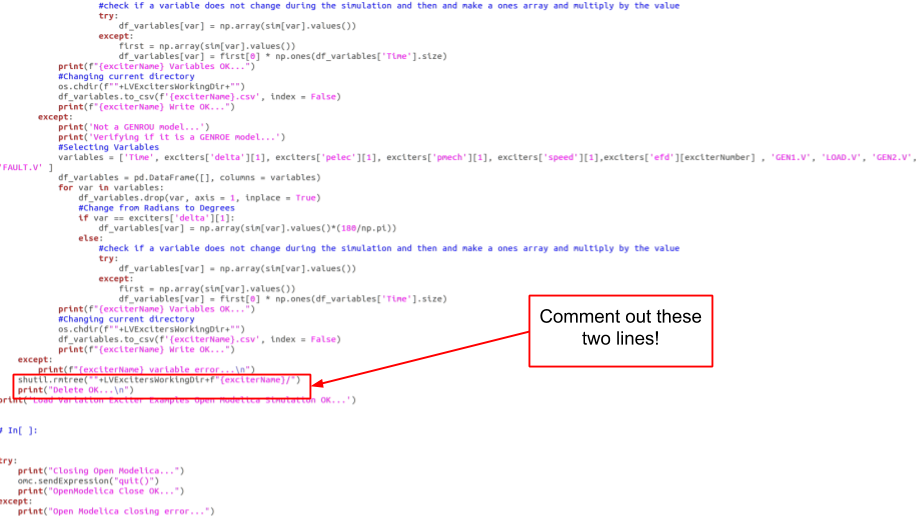 #check if a variable does not change during the simulation and then and make a ones array and multiply by the value
try:
df_variables[var] = np.array(sim[var].values())
except:
first = np.array(sim[var].values())
df_variables[var] = first[0] * np.ones(df_variables['Time'].size)
print(f"{exciterName} Variables OK...")
#Changing current directory
os.chdir(f""+LVExcitersWorkingDir+"")
df_variables.to_csv(f'{exciterName}.csv', index = False)
print(f"{exciterName} Write OK...")
except:
print('Not a GENROU model...')
print('Verifying if it is a GENROE model...')
#Selecting Variables
variables = ['Time', exciters['delta'][1], exciters['pelec'][1], exciters['pmech'][1], exciters['speed'][1],exciters['efd'][exciterNumber] , 'GEN1.V', 'LOAD.V', 'GEN2.V',
'FAULT.V' ]
df_variables = pd.DataFrame([], columns = variables)
for var in variables:
df_variables.drop(var, axis = 1, inplace = True)
#Change from Radians to Degrees
if var == exciters['delta'][1]:
df_variables[var] = np.array(sim[var].values()*(180/np.pi))
else:
#check if a variable does not change during the simulation and then and make a ones array and multiply by the value
try:
df_variables[var] = np.array(sim[var].values())
except:
first = np.array(sim[var].values())
df_variables[var] = first[0] * np.ones(df_variables['Time'].size)
print(f"{exciterName} Variables OK...")
#Changing current directory
os.chdir(f""+LVExcitersWorkingDir+"")
df_variables.to_csv(f'{exciterName}.csv', index = False)
print(f"{exciterName} Write OK...")
except:
print(f"{exciterName} variable error...\n")
shutil.rmtree(""+LVExcitersWorkingDir+f"{exciterName}/")
print("Delete OK...\n")
print('Load Variation Exciter Examples Open Modelica Simulation OK...')
Comment out these
two lines!
# In[ ]:
try:
print("Closing Open Modelica...")
omc.sendExpression("quit()")
print("OpenModelica Close OK...")
except:
print("Open Modelica closing error...")